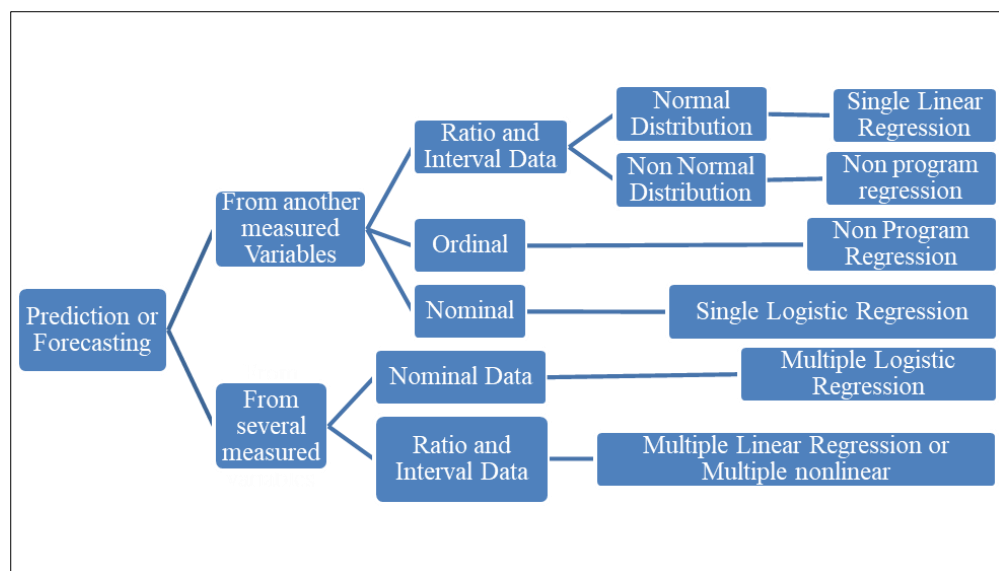 Prediction or
Forecasting
From another
measured
Variables
Ratio and
Interval Data
Normal
Distribution
Single Linear
Regression
Non Normal
Distribution
Non program
regression
Ordinal
Non Program
Regression
Nominal
Single Logistic Regression
From
several
measured
Nominal Data
Multiple Logistic
Regression
Ratio and
Interval Data
Multiple Linear Regression or
Multiple nonlinear